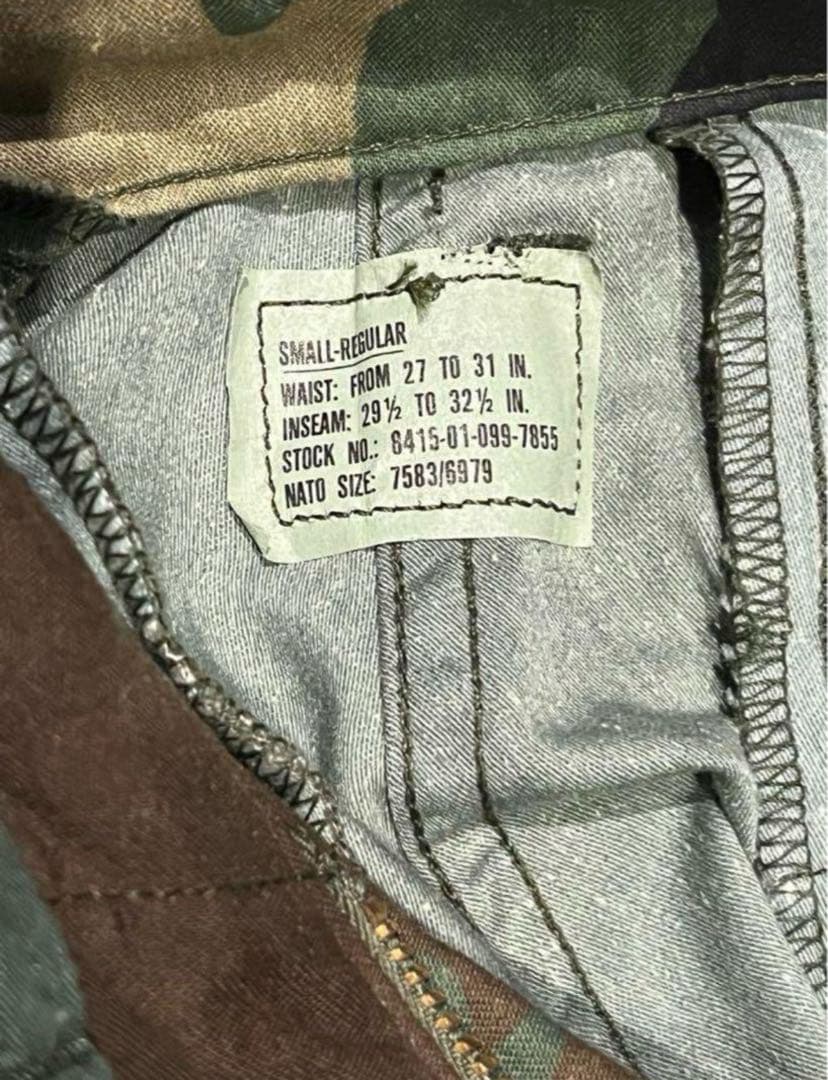 SMALL-REGULAR
WAIST: FROM 27 TO 31 IN.
INSEAM: 29½ TO 32½ IN.
STOCK NO.: 8415-01-099-7855
NATO SIZE: 7583/6979